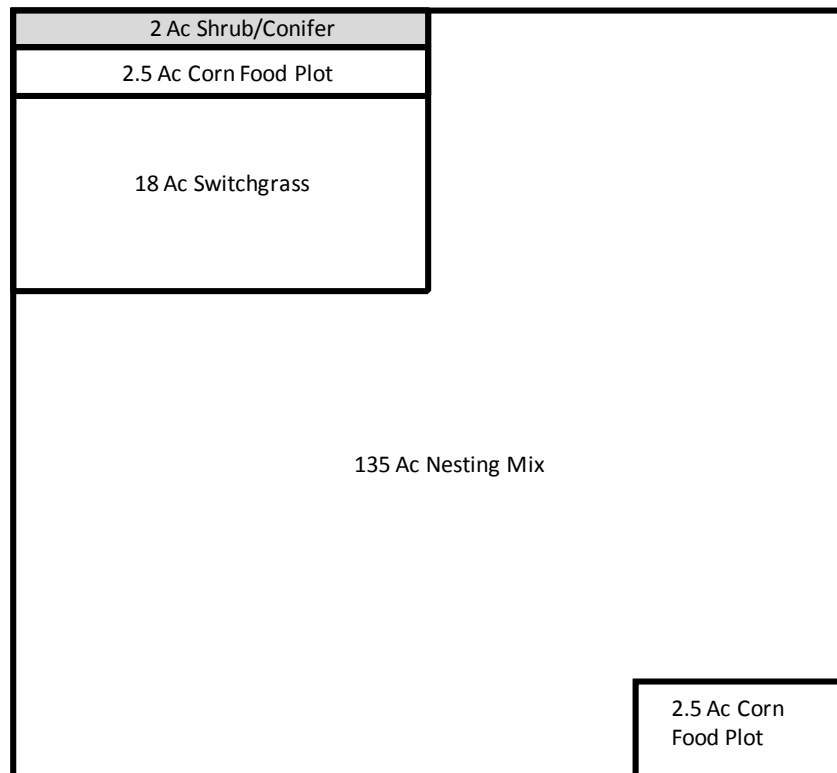 2 Ac Shrub/Conifer
2.5 Ac Corn Food Plot
18 Ac Switchgrass
135 Ac Nesting Mix
2.5 Ac Corn
Food Plot